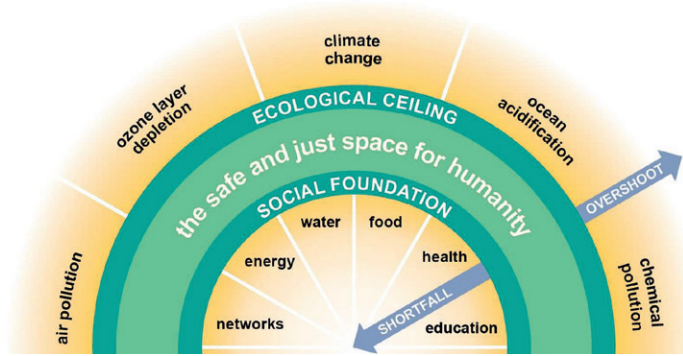 climate
change
ozone layer
depletion
ocean
acidification
ECOLOGICAL CEILING
the safe and just space for humanity
OVERSHOOT
SOCIAL FOUNDATION
water
food
energy
health
air pollution
chemical
pollution
SHORTFALL
networks
education